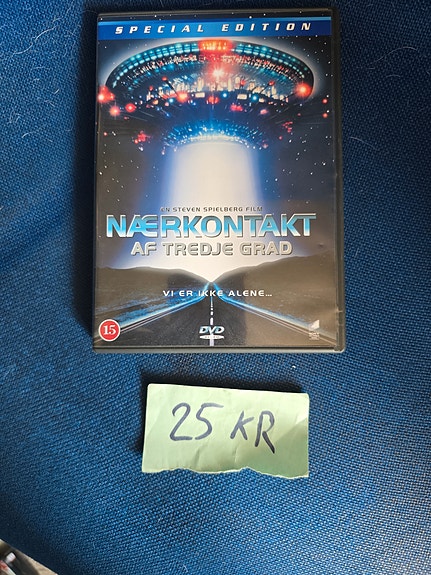 SPECIAL EDITION
EN STEVEN SPIELBERG FILM
NÆRKONTAKT
AF TREDJE GRAD
VI ER IKKE ALENE...
15
DVD
25 KR